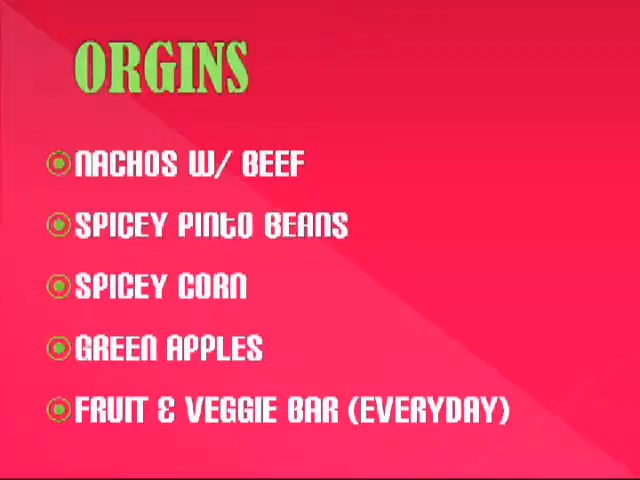 ORGINS
NACHOS W/ BEEF
SPICEY PINTO BEANS
SPICEY CORN
GREEN APPLES
FRUIT & VEGGIE BAR (EVERYDAY)